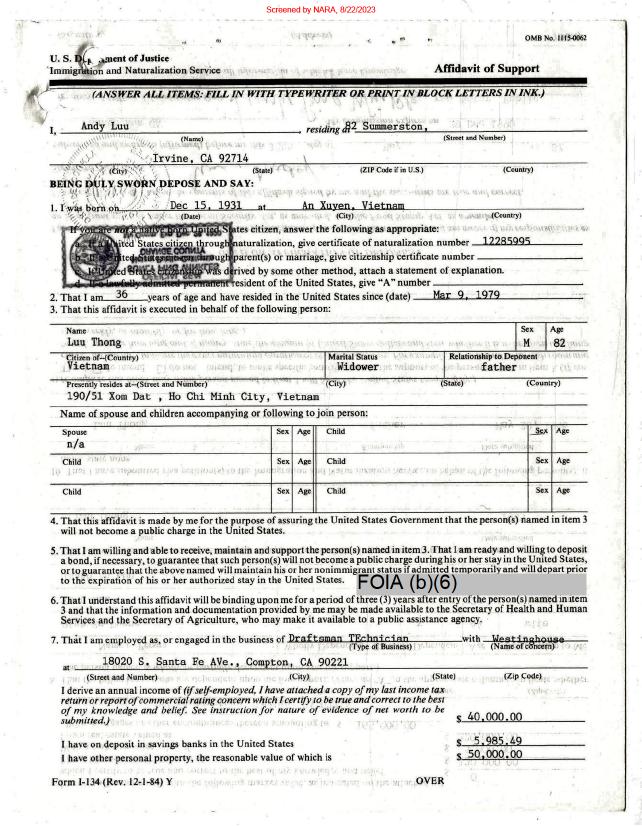 Screened by NARA, 8/22/2023
OMB No. 1115-0062
U. S. Department of Justice
Immigration and Naturalization Service
Affidavit of Support
(ANSWER ALL ITEMS: FILL IN WITH TYPEWRITER OR PRINT IN BLOCK LETTERS IN INK.)
I, Andy Luu , residing at 82 Summerston,
(Name) (Street and Number)
Irvine, CA 92714
(City) (State) (ZIP Code if in U.S.) (Country)
BEING DULY SWORN DEPOSE AND SAY:
1. I was born on Dec 15, 1931 at An Xuyen, Vietnam
(Date) (City) (Country)
If you are not a native born United States citizen, answer the following as appropriate:
a. If a United States citizen through naturalization, give certificate of naturalization number 12285995
b. If a United States citizen through parent(s) or marriage, give citizenship certificate number
c. If United States citizenship was derived by some other method, attach a statement of explanation.
d. If a lawfully admitted permanent resident of the United States, give "A" number
2. That I am 36 years of age and have resided in the United States since (date) Mar 9, 1979
3. That this affidavit is executed in behalf of the following person:
Name Sex Age
Luu Thong M 82
Citizen of--(Country) Marital Status Relationship to Deponent
Vietnam Widower father
Presently resides at--(Street and Number) (City) (State) (Country)
190/51 Xom Dat , Ho Chi Minh City, Vietnam
Name of spouse and children accompanying or following to join person:
Spouse Sex Age Child Sex Age
n/a
Child Sex Age Child Sex Age
Child Sex Age Child Sex Age
4. That this affidavit is made by me for the purpose of assuring the United States Government that the person(s) named in item 3
will not become a public charge in the United States.
5. That I am willing and able to receive, maintain and support the person(s) named in item 3. That I am ready and willing to deposit
a bond, if necessary, to guarantee that such person(s) will not become a public charge during his or her stay in the United States,
or to guarantee that the above named will maintain his or her nonimmigrant status if admitted temporarily and will depart prior
to the expiration of his or her authorized stay in the United States.
FOIA (b)(6)
6. That I understand this affidavit will be binding upon me for a period of three (3) years after entry of the person(s) named in item
3 and that the information and documentation provided by me may be made available to the Secretary of Health and Human
Services and the Secretary of Agriculture, who may make it available to a public assistance agency.
7. That I am employed as, or engaged in the business of Draftsman TEchnician with Westinghouse
(Type of Business) (Name of concern)
at 18020 S. Santa Fe AVe., Compton, CA 90221
(Street and Number) (City) (State) (Zip Code)
I derive an annual income of (if self-employed, I have attached a copy of my last income tax
return or report of commercial rating concern which I certify to be true and correct to the best
of my knowledge and belief. See instruction for nature of evidence of net worth to be
submitted.) $ 40,000.00
I have on deposit in savings banks in the United States $ 5,985.49
I have other personal property, the reasonable value of which is $ 50,000.00
Form I-134 (Rev. 12-1-84) Y OVER